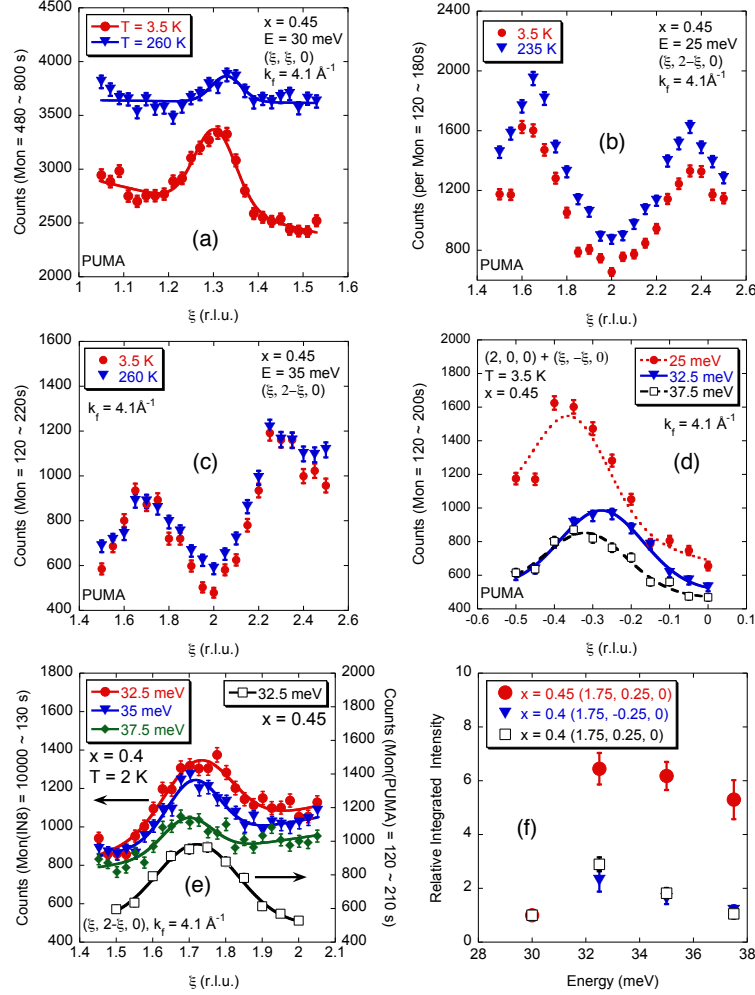 T = 3.5 K
T = 260 K
x = 0.45
E = 30 meV
(ξ, ξ, 0)
k_f = 4.1 Å⁻¹
4500
4000
3500
3000
2500
2000
Counts (Mon = 480 ~ 800 s)
(a)
PUMA
1 1.1 1.2 1.3 1.4 1.5 1.6
ξ (r.l.u.)
3.5 K
235 K
x = 0.45
E = 25 meV
(ξ, 2−ξ, 0)
k_f = 4.1Å⁻¹
2400
2000
1600
1200
800
Counts (per Mon = 120 ~ 180s)
(b)
PUMA
1.4 1.6 1.8 2 2.2 2.4 2.6
ξ (r.l.u.)
3.5 K
260 K
x = 0.45
E = 35 meV
(ξ, 2−ξ, 0)
k_f = 4.1Å⁻¹
1600
1400
1200
1000
800
600
400
Counts (Mon = 120 ~ 220s)
(c)
PUMA
1.4 1.6 1.8 2 2.2 2.4 2.6
ξ (r.l.u.)
(2, 0, 0) + (ξ, −ξ, 0)
T = 3.5 K
x = 0.45
25 meV
32.5 meV
37.5 meV
k_f = 4.1 Å⁻¹
2000
1800
1600
1400
1200
1000
800
600
400
Counts (Mon = 120 ~ 200s)
(d)
PUMA
-0.6 -0.5 -0.4 -0.3 -0.2 -0.1 0 0.1
ξ (r.l.u.)
32.5 meV
35 meV
37.5 meV
32.5 meV
x = 0.45
x = 0.4
T = 2 K
1800
1600
1400
1200
1000
800
600
400
Counts (Mon(IN8) = 10000 ~ 130 s)
2000
1800
1600
1400
1200
1000
800
600
400
Counts (Mon(PUMA) = 120 ~ 210 s)
(e)
(ξ, 2-ξ, 0), k_f = 4.1 Å⁻¹
1.4 1.5 1.6 1.7 1.8 1.9 2 2.1
ξ (r.l.u.)
x = 0.45 (1.75, 0.25, 0)
x = 0.4 (1.75, -0.25, 0)
x = 0.4 (1.75, 0.25, 0)
10
8
6
4
2
0
Relative Integrated Intensity
(f)
28 30 32 34 36 38
Energy (meV)